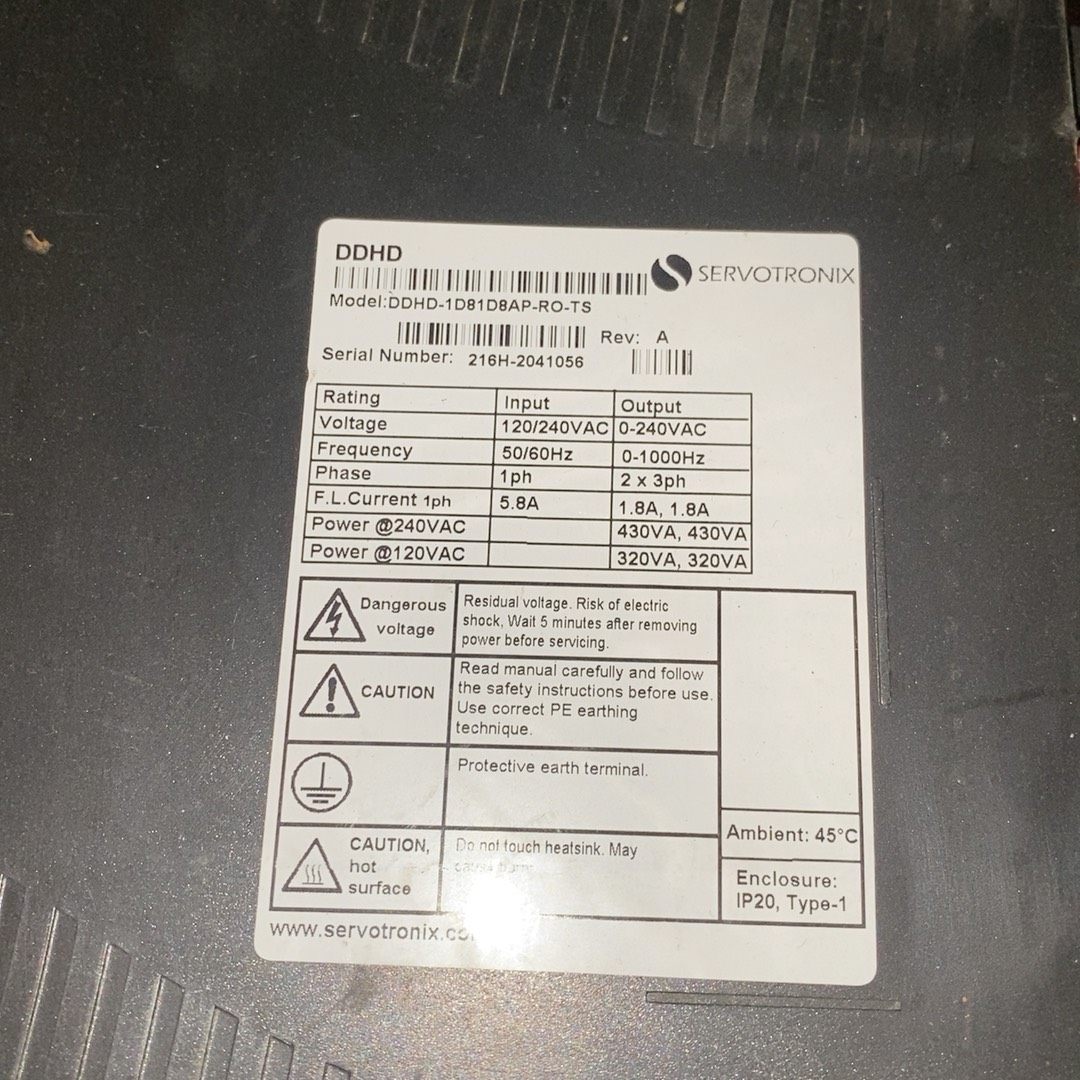 DDHD
SERVOTRONIX
Model:DDHD-1D81D8AP-RO-TS
Rev: A
Serial Number: 216H-2041056
Rating Input Output
Voltage 120/240VAC 0-240VAC
Frequency 50/60Hz 0-1000Hz
Phase 1ph 2 x 3ph
F.L.Current 1ph 5.8A 1.8A, 1.8A
Power @240VAC 430VA, 430VA
Power @120VAC 320VA, 320VA
Dangerous
voltage
Residual voltage. Risk of electric
shock, Wait 5 minutes after removing
power before servicing.
CAUTION
Read manual carefully and follow
the safety instructions before use.
Use correct PE earthing
technique.
Protective earth terminal.
CAUTION,
hot
surface
Do not touch heatsink. May
Ambient: 45°C
Enclosure:
IP20, Type-1